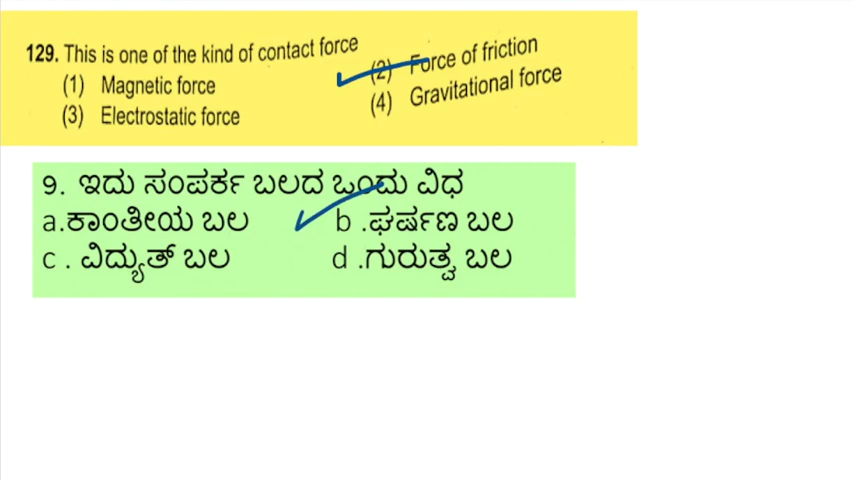 129. This is one of the kind of contact force
(1) Magnetic force (2) Force of friction
(3) Electrostatic force (4) Gravitational force
9. ಇದು ಸಂಪರ್ಕ ಬಲದ ಒಂದು ವಿಧ
a.ಕಾಂತೀಯ ಬಲ b .ಘರ್ಷಣ ಬಲ
c . ವಿದ್ಯುತ್ ಬಲ d .ಗುರುತ್ವ ಬಲ